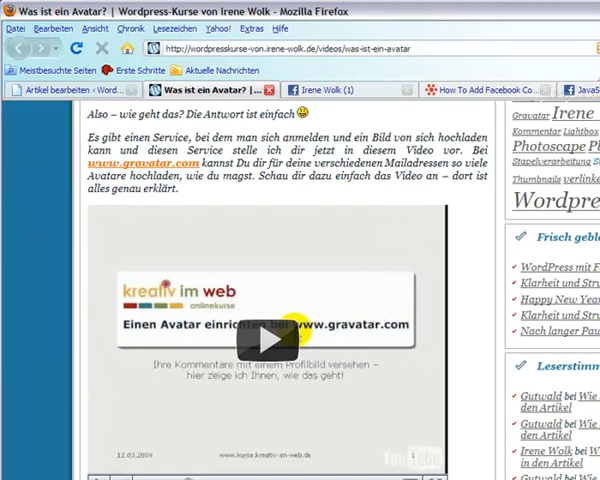 Was ist ein Avatar? | Wordpress-Kurse von Irene Wolk - Mozilla Firefox
Datei Bearbeiten Ansicht Chronik Lesezeichen Yahoo! Extras Hilfe
http://wordpresskurse-von.irene-wolk.de/videos/was-ist-ein-avatar
Meistbesuchte Seiten Erste Schritte Aktuelle Nachrichten
Artikel bearbeiten ‹ Word...
Was ist ein Avatar? |...
Irene Wolk
How To Add Facebook Co
JavaS
Also – wie geht das? Die Antwort ist einfach
Es gibt einen Service, bei dem man sich anmelden und ein Bild von sich hochladen
kann und diesen Service stelle ich dir jetzt in diesem Video vor. Bei
www.gravatar.com kannst Du dir für deine verschiedenen Mailadressen so viele
Avatare hochladen, wie du magst. Schau dir dazu einfach das Video an – dort ist
alles genau erklärt.
kreativ im web
onlinekurse
Einen Avatar einrichten bei www.gravatar.com
Ihre Kommentare mit einem Profilbild versehen –
hier zeige ich Ihnen, wie das geht!
12.03.2009 www.kurse.kreativ-im-web.de 1
YouTube
Gravatar Irene
Kommentar Lightbox
Photoscape Pl
Stapelverarbeitung S
Thumbnails verlinke
Wordpre
Frisch gebl
WordPress mit F
Klarheit und Stru
Happy New Year
Klarheit und Stru
Nach langer Pau
Leserstimm
Gutwald bei Wie
den Artikel
Gutwald bei Wie
den Artikel
Irene Wolk bei W
in den Artikel
Gutwald bei Wie